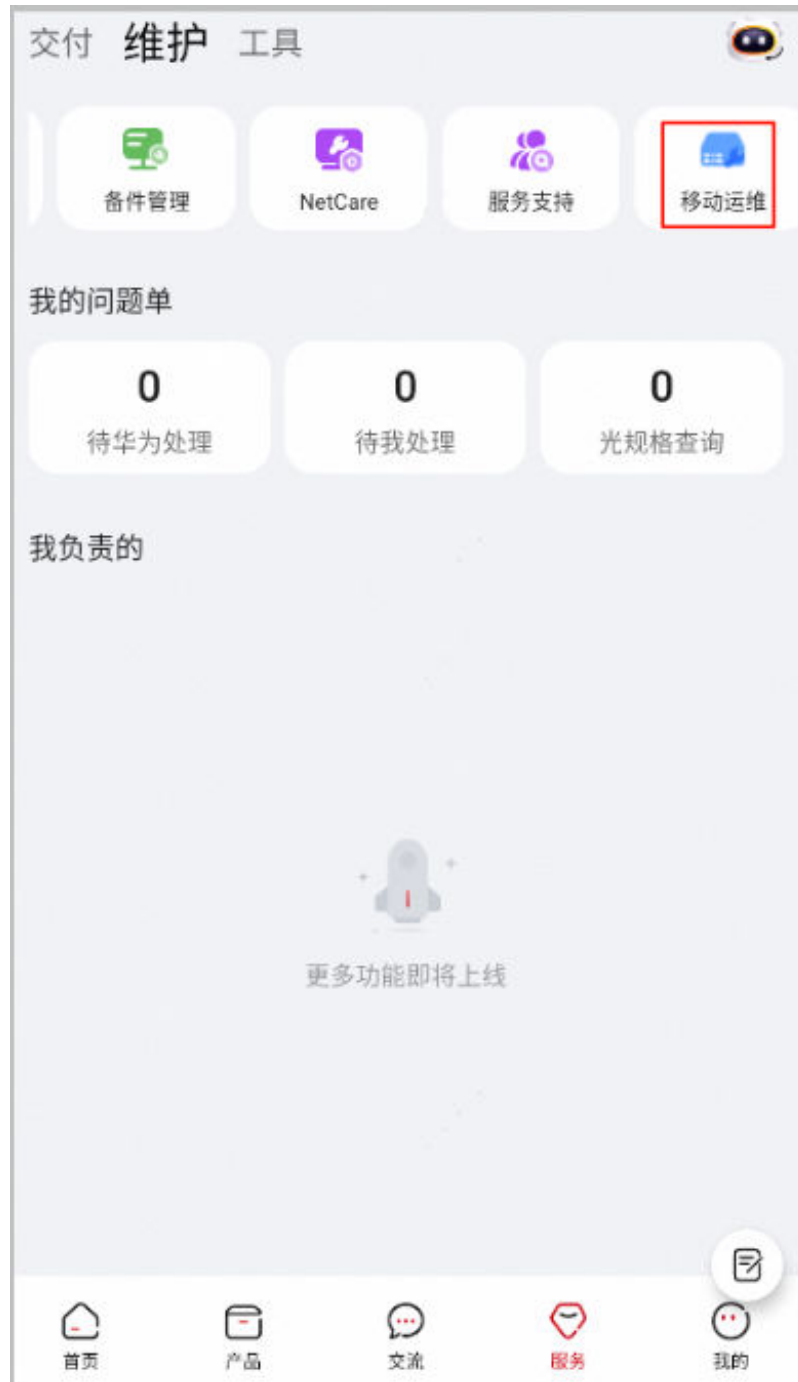 交付 维护 工具
备件管理 NetCare 服务支持 移动运维
我的问题单
0 0 0
待华为处理 待我处理 光规格查询
我负责的
更多功能即将上线
首页 产品 交流 服务 我的